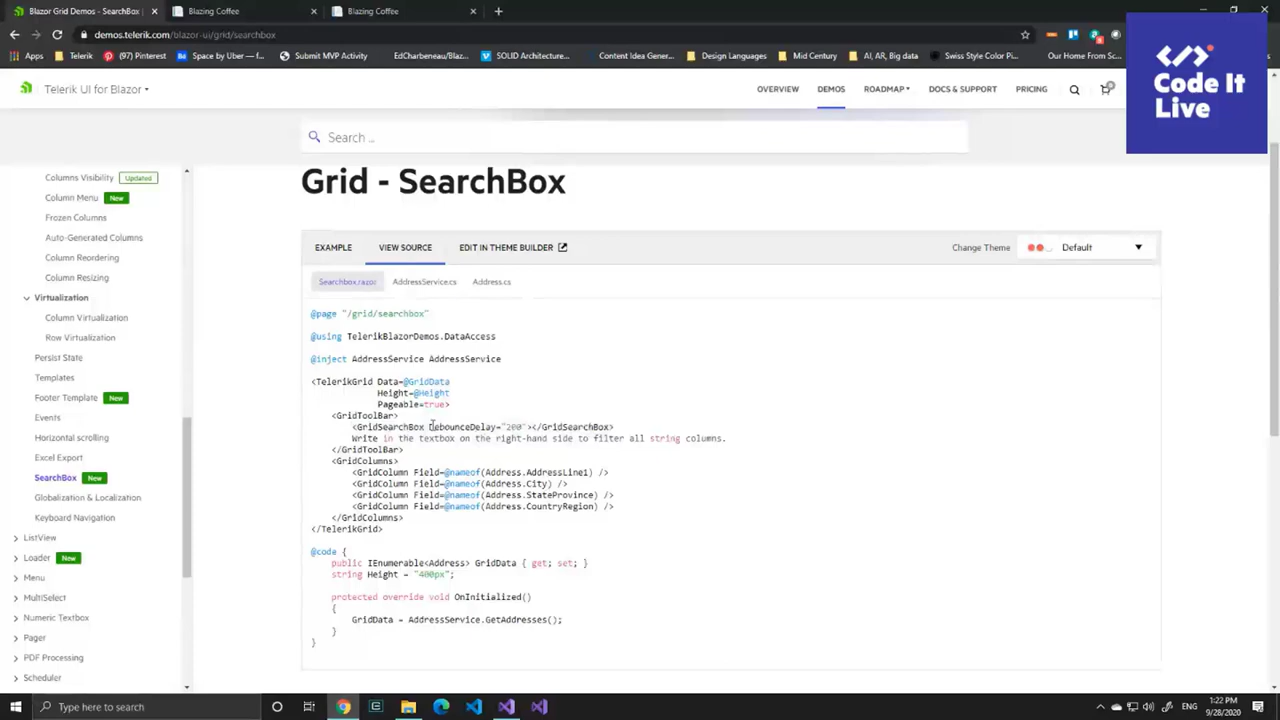 Blazor Grid Demos - SearchBox
Blazing Coffee
Blazing Coffee
demos.telerik.com/blazor-ui/grid/searchbox
Apps
Telerik
(97) Pinterest
Space by Uber — f...
Submit MVP Activity
EdCharbeneau/Blaz...
SOLID Architecture...
Content Idea Gener...
Design Languages
Mid Century
AI, AR, Big data
Swiss Style Color Pi...
Our Home From Sc...
Code It
Live
Telerik UI for Blazor
OVERVIEW
DEMOS
ROADMAP
DOCS & SUPPORT
PRICING
Search ...
Columns Visibility Updated
Column Menu New
Frozen Columns
Auto-Generated Columns
Column Reordering
Column Resizing
Virtualization
Column Virtualization
Row Virtualization
Persist State
Templates
Footer Template New
Events
Horizontal scrolling
Excel Export
SearchBox New
Globalization & Localization
Keyboard Navigation
ListView
Loader New
Menu
MultiSelect
Numeric Textbox
Pager
PDF Processing
Scheduler
Grid - SearchBox
EXAMPLE
VIEW SOURCE
EDIT IN THEME BUILDER
Change Theme
Default
Searchbox.razor
AddressService.cs
Address.cs
@page "/grid/searchbox"
@using TelerikBlazorDemos.DataAccess
@inject AddressService AddressService
<TelerikGrid Data=@GridData
Height=@Height
Pageable=true>
<GridToolBar>
<GridSearchBox DebounceDelay="200"></GridSearchBox>
Write in the textbox on the right-hand side to filter all string columns.
</GridToolBar>
<GridColumns>
<GridColumn Field=@nameof(Address.AddressLine1) />
<GridColumn Field=@nameof(Address.City) />
<GridColumn Field=@nameof(Address.StateProvince) />
<GridColumn Field=@nameof(Address.CountryRegion) />
</GridColumns>
</TelerikGrid>
@code {
public IEnumerable<Address> GridData { get; set; }
string Height = "400px";
protected override void OnInitialized()
{
GridData = AddressService.GetAddresses();
}
}
Type here to search
1:22 PM
9/28/2020